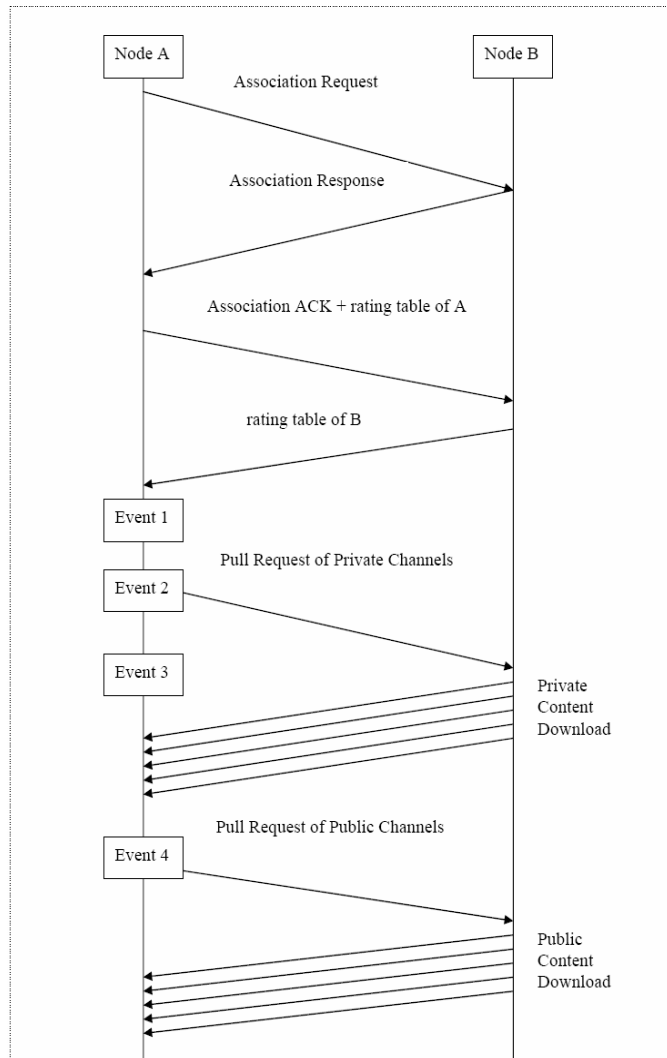 Node A
Node B
Association Request
Association Response
Association ACK + rating table of A
rating table of B
Event 1
Pull Request of Private Channels
Event 2
Event 3
Private
Content
Download
Pull Request of Public Channels
Event 4
Public
Content
Download